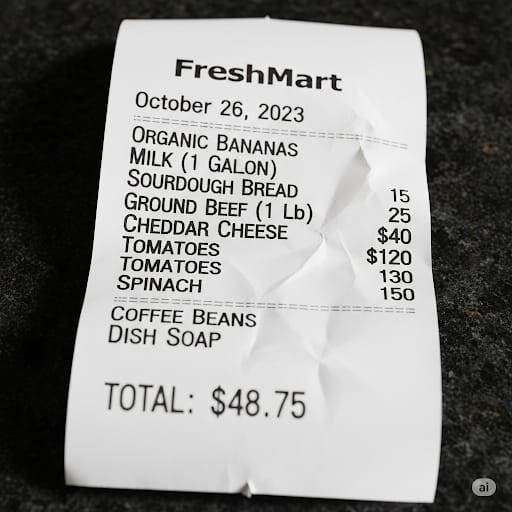 FreshMart
October 26, 2023
ORGANIC BANANAS
MILK (1 GALON)
SOURDOUGH BREAD 15
GROUND BEEF (1 Lb) 25
CHEDDAR CHEESE $40
TOMATOES $120
TOMATOES 130
SPINACH 150
COFFEE BEANS
DISH SOAP
TOTAL: $48.75
ai